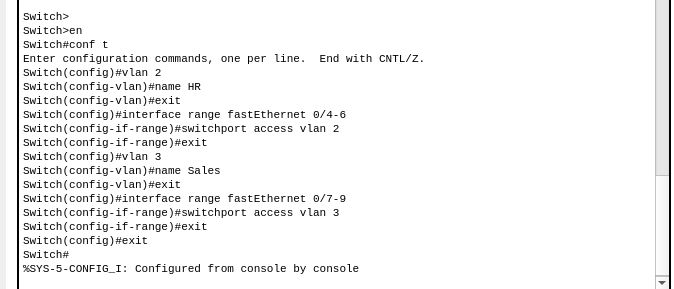 Switch>
Switch>en
Switch#conf t
Enter configuration commands, one per line.  End with CNTL/Z.
Switch(config)#vlan 2
Switch(config-vlan)#name HR
Switch(config-vlan)#exit
Switch(config)#interface range fastEthernet 0/4-6
Switch(config-if-range)#switchport access vlan 2
Switch(config-if-range)#exit
Switch(config)#vlan 3
Switch(config-vlan)#name Sales
Switch(config-vlan)#exit
Switch(config)#interface range fastEthernet 0/7-9
Switch(config-if-range)#switchport access vlan 3
Switch(config-if-range)#exit
Switch(config)#exit
Switch#
%SYS-5-CONFIG_I: Configured from console by console